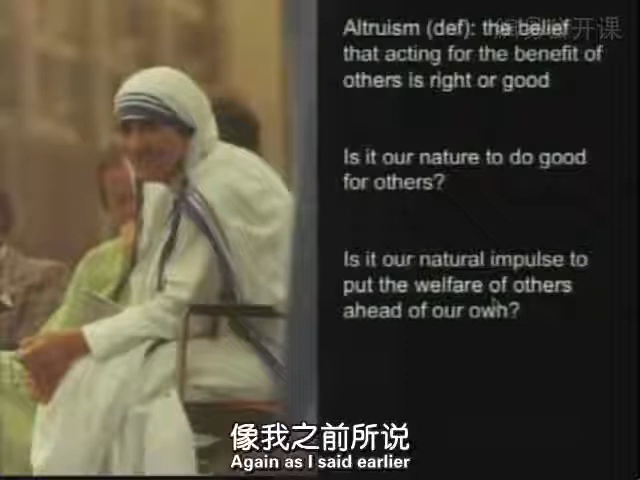 开课
Altruism (def): the belief
that acting for the benefit of
others is right or good
Is it our nature to do good
for others?
Is it our natural impulse to
put the welfare of others
ahead of our own?
像我之前所说
Again as I said earlier